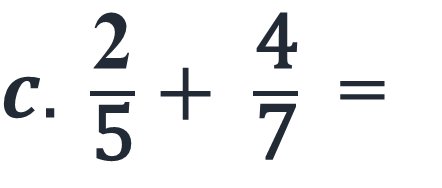 c. 2/5 + 4/7 =